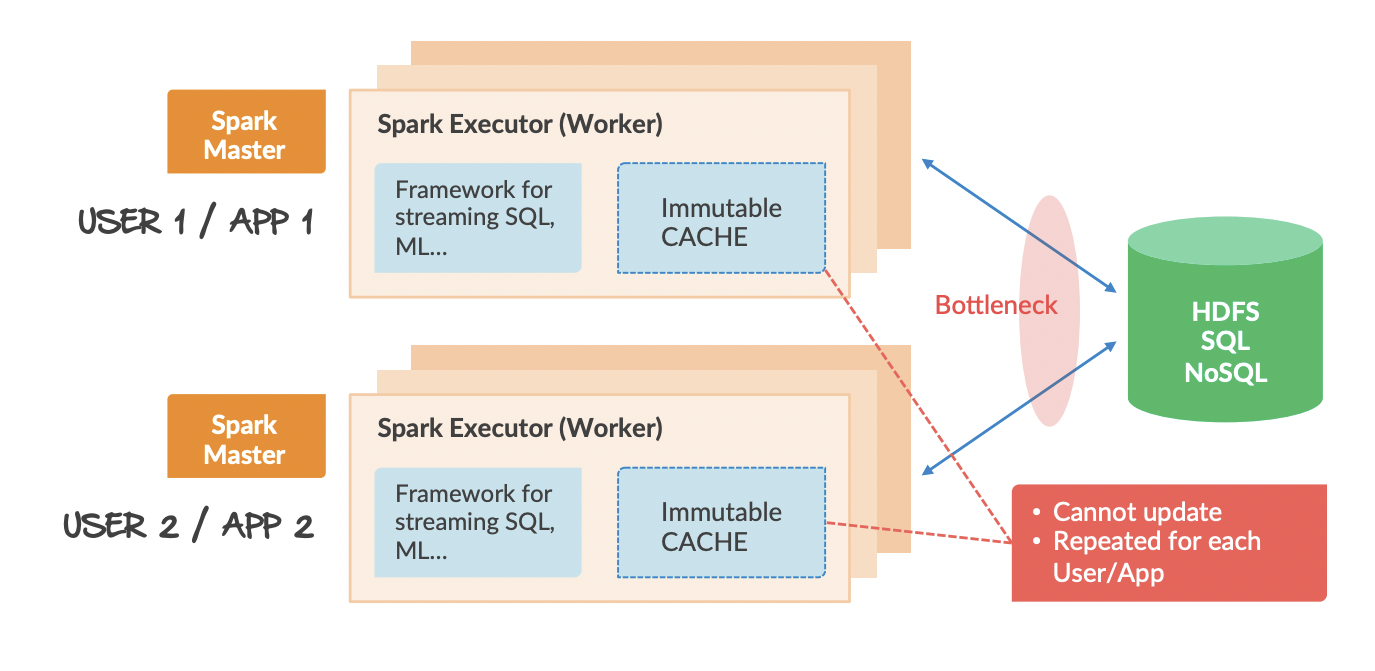 Spark
Master
USER 1 / APP 1
Spark Executor (Worker)
Framework for
streaming SQL,
ML...
Immutable
CACHE
Bottleneck
HDFS
SQL
NoSQL
Spark
Master
USER 2 / APP 2
Spark Executor (Worker)
Framework for
streaming SQL,
ML...
Immutable
CACHE
• Cannot update
• Repeated for each
User/App